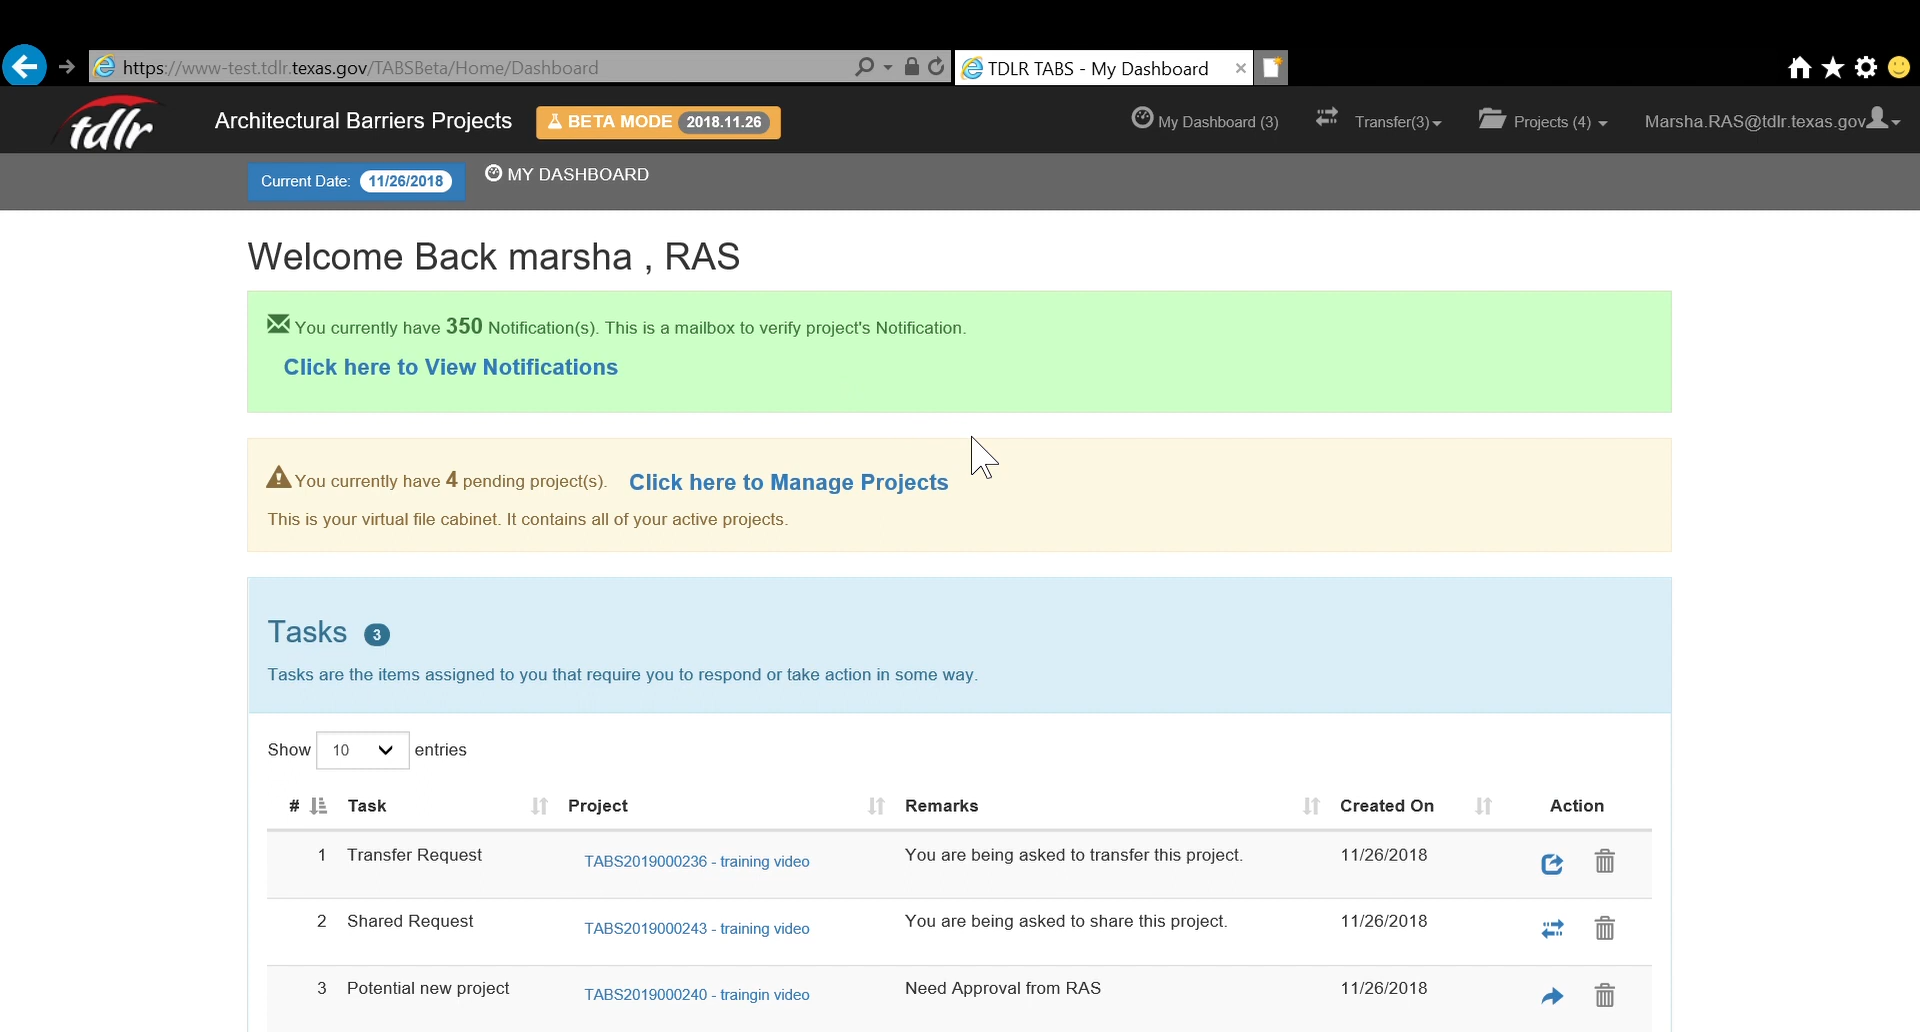 https://www-test.tdlr.texas.gov/TABSBeta/Home/Dashboard
TDLR TABS - My Dashboard
tdlr
Architectural Barriers Projects
BETA MODE 2018.11.26
My Dashboard (3)
Transfer(3)
Projects (4)
Marsha.RAS@tdlr.texas.gov
Current Date: 11/26/2018
MY DASHBOARD
Welcome Back marsha , RAS
You currently have 350 Notification(s). This is a mailbox to verify project's Notification.
Click here to View Notifications
You currently have 4 pending project(s). Click here to Manage Projects
This is your virtual file cabinet. It contains all of your active projects.
Tasks 3
Tasks are the items assigned to you that require you to respond or take action in some way.
Show 10 entries
# Task Project Remarks Created On Action
1 Transfer Request TABS2019000236 - training video You are being asked to transfer this project. 11/26/2018
2 Shared Request TABS2019000243 - training video You are being asked to share this project. 11/26/2018
3 Potential new project TABS2019000240 - traingin video Need Approval from RAS 11/26/2018